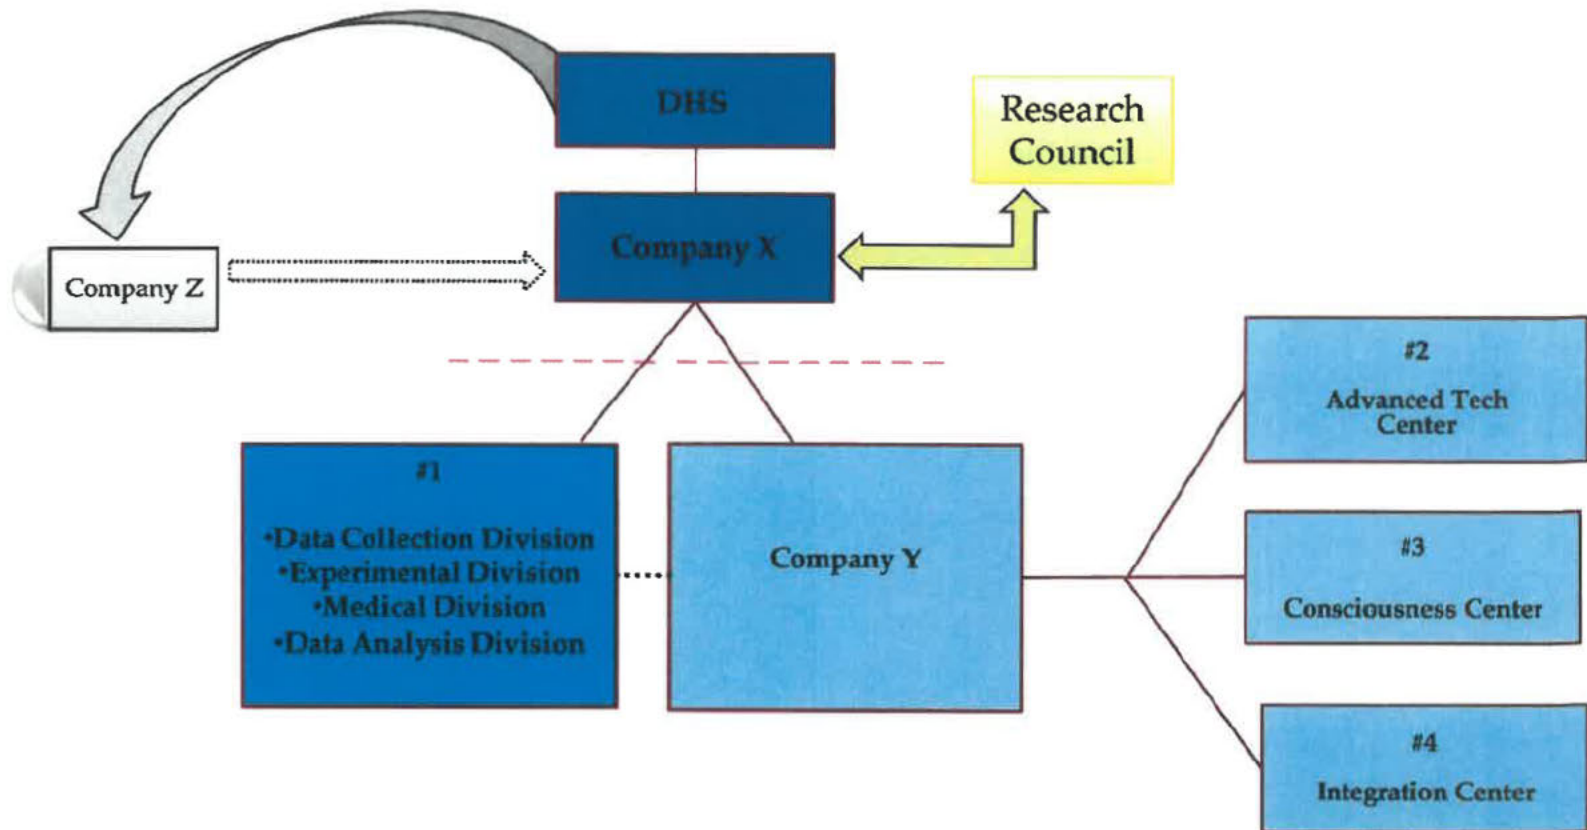 DHS
Research
Council
Company X
Company Z
#1
•Data Collection Division
•Experimental Division
•Medical Division
•Data Analysis Division
Company Y
#2
Advanced Tech
Center
#3
Consciousness Center
#4
Integration Center